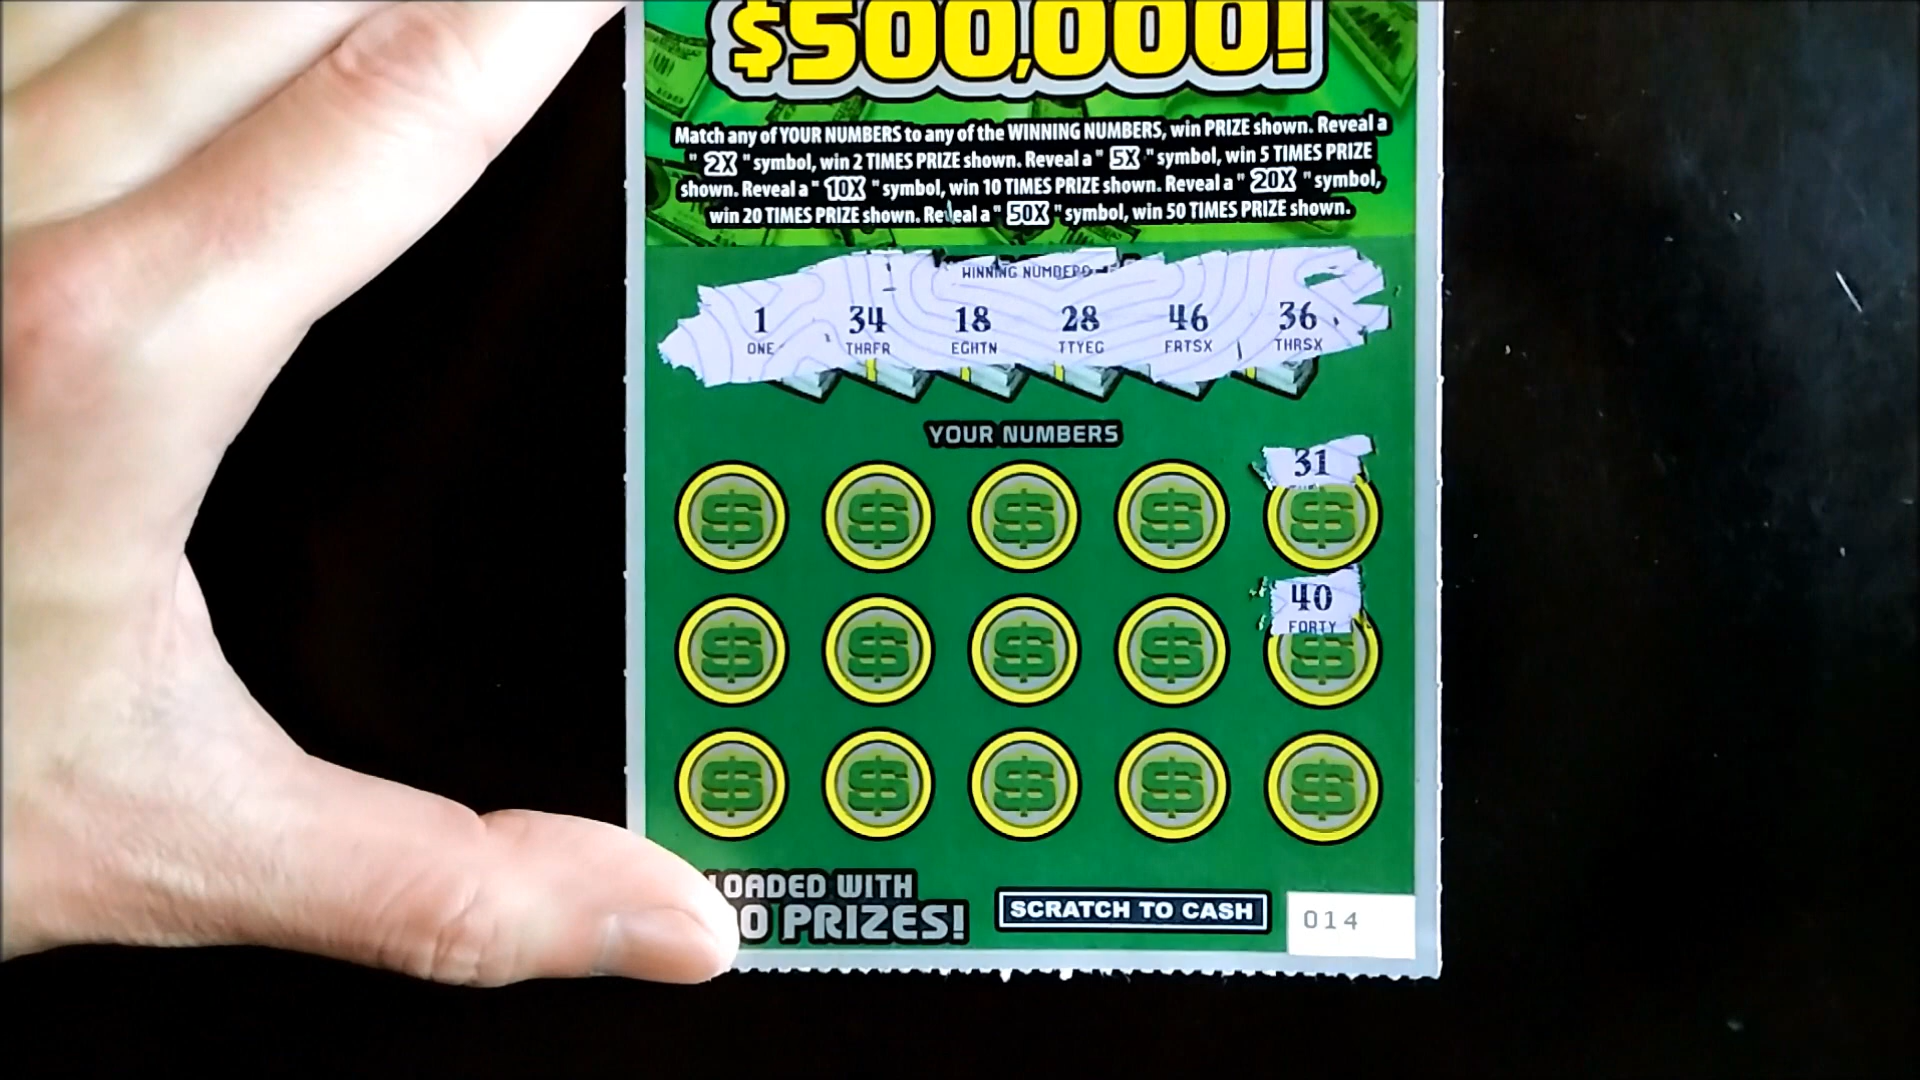 $500,000!
Match any of YOUR NUMBERS to any of the WINNING NUMBERS, win PRIZE shown. Reveal a
" 2X " symbol, win 2 TIMES PRIZE shown. Reveal a " 5X " symbol, win 5 TIMES PRIZE
shown. Reveal a " 10X " symbol, win 10 TIMES PRIZE shown. Reveal a " 20X " symbol,
win 20 TIMES PRIZE shown. Reveal a " 50X " symbol, win 50 TIMES PRIZE shown.
WINNING NUMBERS
1 34 18 28 46 36
ONE THRFR EGHTN TTYEG FRTSX THRSX
YOUR NUMBERS
31
$ $ $ $ $
40
FORTY
$ $ $ $ $
$ $ $ $ $
LOADED WITH
0 PRIZES!
SCRATCH TO CASH
014